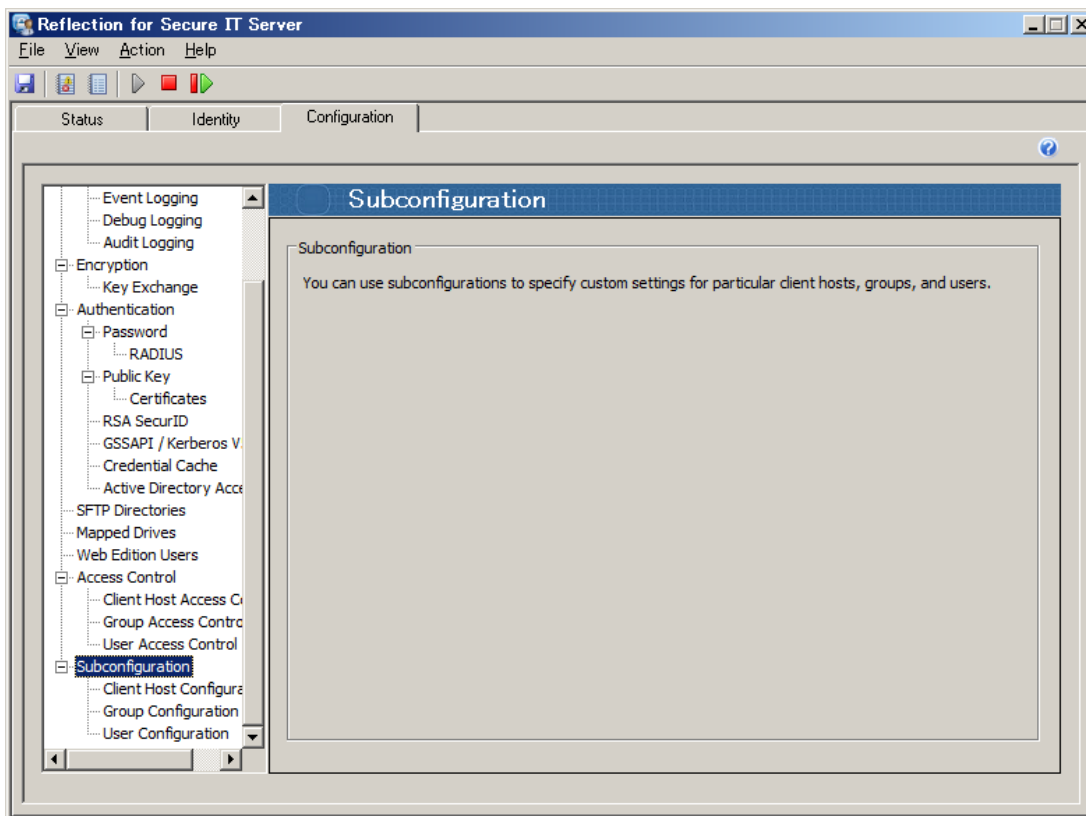 Reflection for Secure IT Server
File View Action Help
Status Identity Configuration
Event Logging
Debug Logging
Audit Logging
Encryption
Key Exchange
Authentication
Password
RADIUS
Public Key
Certificates
RSA SecurID
GSSAPI / Kerberos V
Credential Cache
Active Directory Acce
SFTP Directories
Mapped Drives
Web Edition Users
Access Control
Client Host Access C
Group Access Contro
User Access Control
Subconfiguration
Client Host Configura
Group Configuration
User Configuration
Subconfiguration
Subconfiguration
You can use subconfigurations to specify custom settings for particular client hosts, groups, and users.